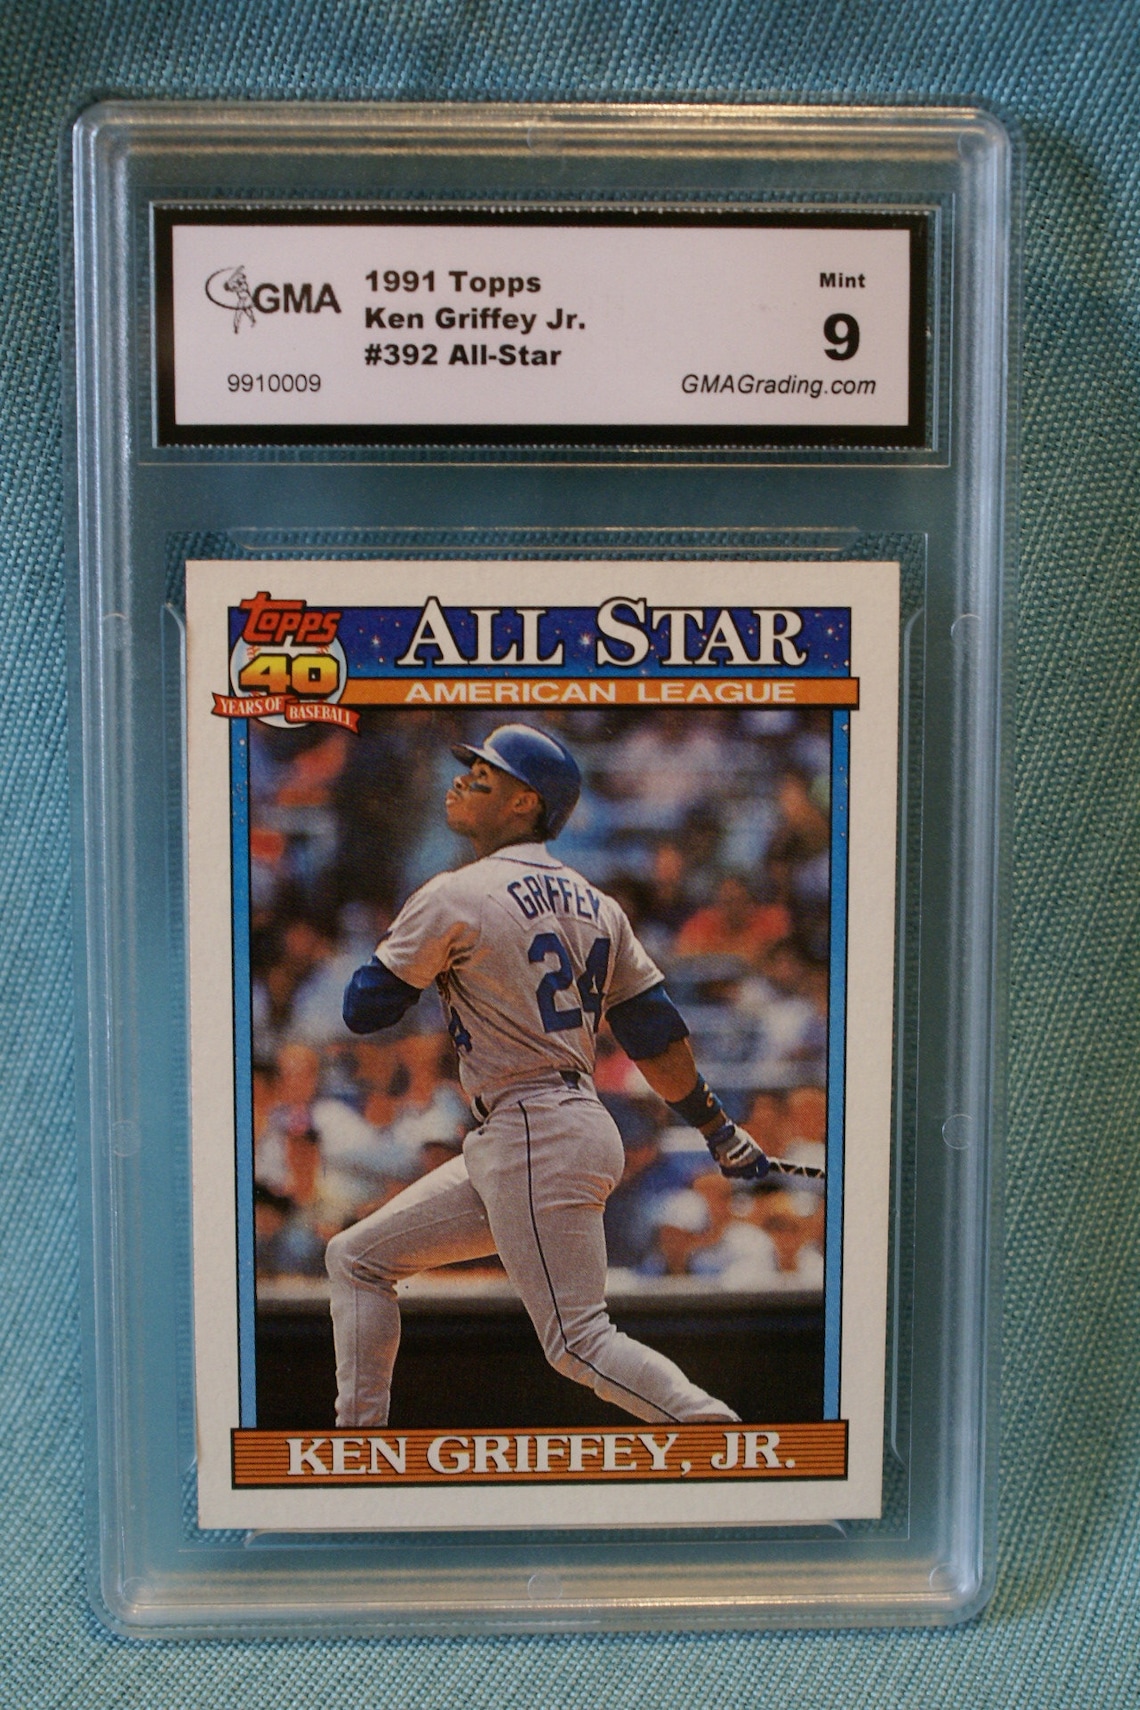 GMA
1991 Topps
Ken Griffey Jr.
#392 All-Star
9910009
Mint
9
GMAGrading.com
Topps
40
YEARS OF BASEBALL
ALL STAR
AMERICAN LEAGUE
GRIFFEY
24
4
KEN GRIFFEY, JR.